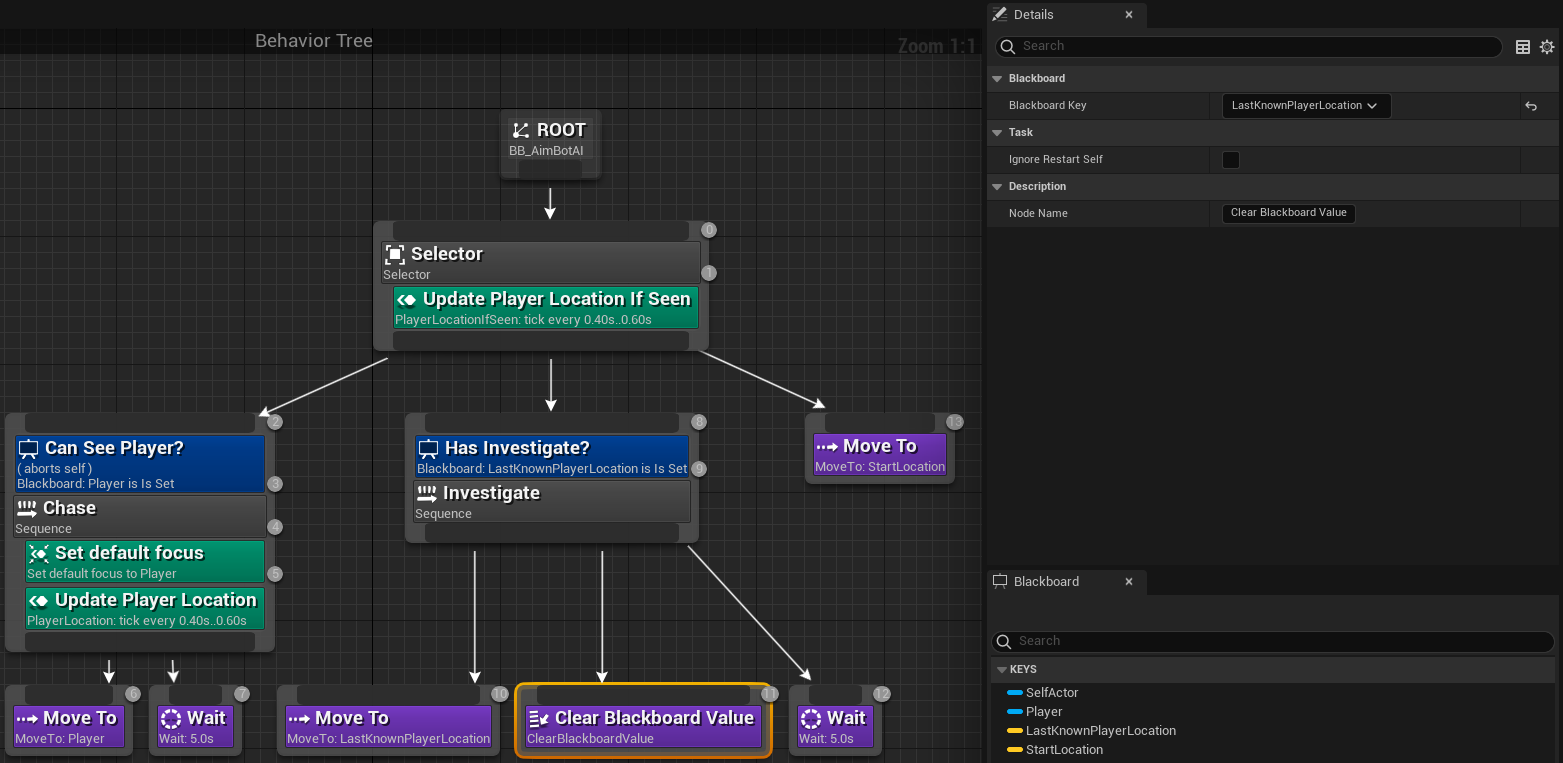 Behavior Tree
Zoom 1:1
ROOT
BB_AimBotAI
0
Selector
Selector
1
Update Player Location If Seen
PlayerLocationIfSeen: tick every 0.40s..0.60s
2
Can See Player?
( aborts self )
Blackboard: Player is Is Set
3
Chase
Sequence
4
Set default focus
Set default focus to Player
5
Update Player Location
PlayerLocation: tick every 0.40s..0.60s
8
Has Investigate?
Blackboard: LastKnownPlayerLocation is Is Set
9
Investigate
Sequence
13
Move To
MoveTo: StartLocation
6
Move To
MoveTo: Player
7
Wait
Wait: 5.0s
10
Move To
MoveTo: LastKnownPlayerLocation
11
Clear Blackboard Value
ClearBlackboardValue
12
Wait
Wait: 5.0s
Details
Search
Blackboard
Blackboard Key
LastKnownPlayerLocation
Task
Ignore Restart Self
Description
Node Name
Clear Blackboard Value
Blackboard
Search
KEYS
SelfActor
Player
LastKnownPlayerLocation
StartLocation